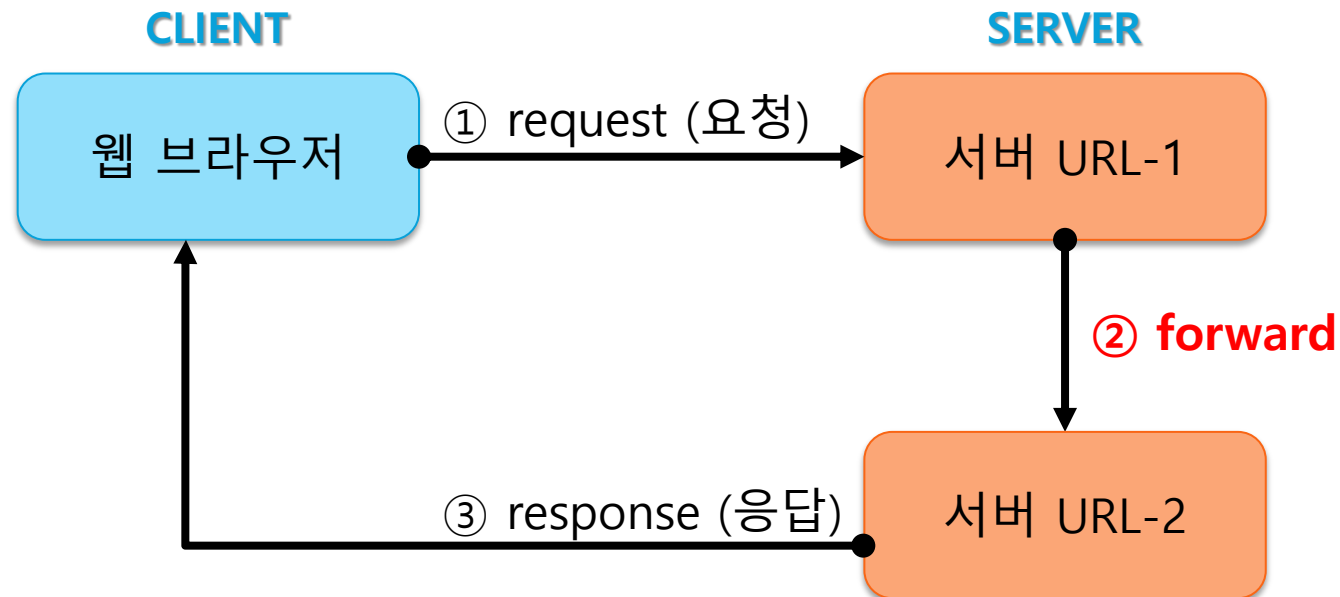 CLIENT
SERVER
웹 브라우저
① request (요청)
서버 URL-1
② forward
③ response (응답)
서버 URL-2